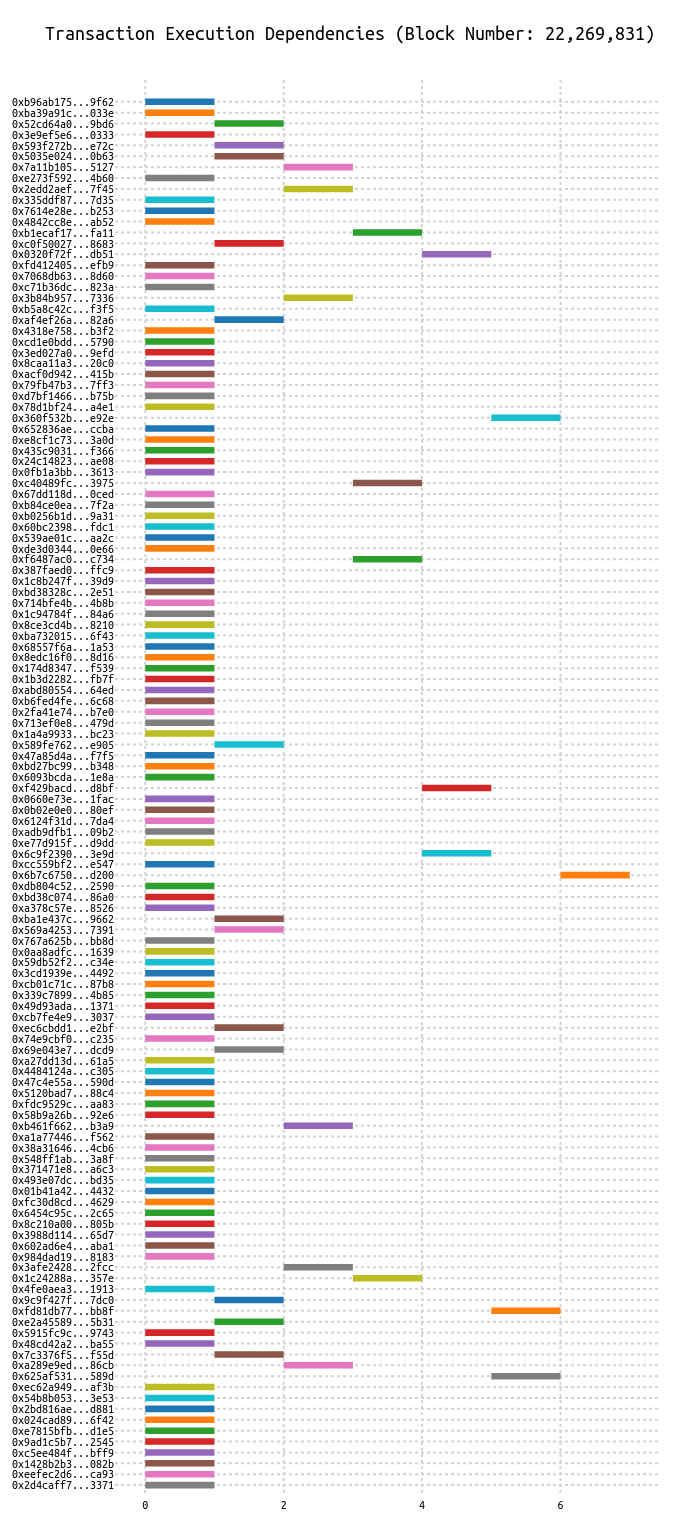 Transaction Execution Dependencies (Block Number: 22,269,831)
0xb96ab175...9f62
0xba39a91c...033e
0x52cd64a0...9bd6
0x3e9ef5e6...0333
0x593f272b...e72c
0x5035e024...0b63
0x7a11b105...5127
0xe273f592...4b60
0x2edd2aef...7f45
0x335ddf87...7d35
0x7614e28e...b253
0x4842cc8e...ab52
0xb1ecaf17...fa11
0xc0f50027...8683
0x0320f72f...db51
0xfd412405...efb9
0x7068db63...8d60
0xc71b36dc...823a
0x3b84b957...7336
0xb5a8c42c...f3f5
0xaf4ef26a...82a6
0x4318e758...b3f2
0xcd1e0bdd...5790
0x3ed027a0...9efd
0x8caa11a3...20c0
0xacf0d942...415b
0x79fb47b3...7ff3
0xd7bf1466...b75b
0x78d1bf24...a4e1
0x360f532b...e92e
0x652836ae...ccba
0xe8cf1c73...3a0d
0x435c9031...f366
0x24c14823...ae08
0x0fb1a3bb...3613
0xc40489fc...3975
0x67dd118d...0ced
0xb84ce0ea...7f2a
0xb0256b1d...9a31
0x60bc2398...fdc1
0x539ae01c...aa2c
0xde3d0344...0e66
0xf6487ac0...c734
0x387faed0...ffc9
0x1c8b247f...39d9
0xbd38328c...2e51
0x714bfe4b...4b8b
0x1c94784f...84a6
0x8ce3cd4b...8210
0xba732015...6f43
0x68557f6a...1a53
0x8edc16f0...8d16
0x174d8347...f539
0x1b3d2282...fb7f
0xabd80554...64ed
0xb6fed4fe...6c68
0x2fa41e74...b7e0
0x713ef0e8...479d
0x1a4a9933...bc23
0x589fe762...e905
0x47a85d4a...f7f5
0xbd27bc99...b348
0x6093bcda...1e8a
0xf429bacd...d8bf
0x0660e73e...1fac
0x0b02e0e0...80ef
0x6124f31d...7da4
0xadb9dfb1...09b2
0xe77d915f...d9dd
0x6c9f2390...3e9d
0xcc559bf2...e547
0x6b7c6750...d200
0xdb804c52...2590
0xbd38c074...86a0
0xa378c57e...8526
0xba1e437c...9662
0x569a4253...7391
0x767a625b...bb8d
0x0aa8adfc...1639
0x59db52f2...c34e
0x3cd1939e...4492
0xcb01c71c...87b8
0x339c7899...4b85
0x49d93ada...1371
0xcb7fe4e9...3037
0xec6cbdd1...e2bf
0x74e9cbf0...c235
0x69e043e7...dcd9
0xa27dd13d...61a5
0x4484124a...c305
0x47c4e55a...590d
0x5120bad7...88c4
0xfdc9529c...aa83
0x58b9a26b...92e6
0xb461f662...b3a9
0xa1a77446...f562
0x38a31646...4cb6
0x548ff1ab...3a8f
0x371471e8...a6c3
0x493e07dc...bd35
0x01b41a42...4432
0xfc30d8cd...4629
0x6454c95c...2c65
0x8c210a00...805b
0x3988d114...65d7
0x602ad6e4...aba1
0x984dad19...8183
0x3afe2428...2fcc
0x1c24288a...357e
0x4fe0aea3...1913
0x9c9f427f...7dc0
0xfd81db77...bb8f
0xe2a45589...5b31
0x5915fc9c...9743
0x48cd42a2...ba55
0x7c3376f5...f55d
0xa289e9ed...86cb
0x625af531...589d
0xec62a949...af3b
0x54b8b053...3e53
0x2bd816ae...d881
0x024cad89...6f42
0xe7815bfb...d1e5
0x9ad1c5b7...2545
0xc5ee484f...bff9
0x1428b2b3...082b
0xeefec2d6...ca93
0x2d4caff7...3371
0 2 4 6